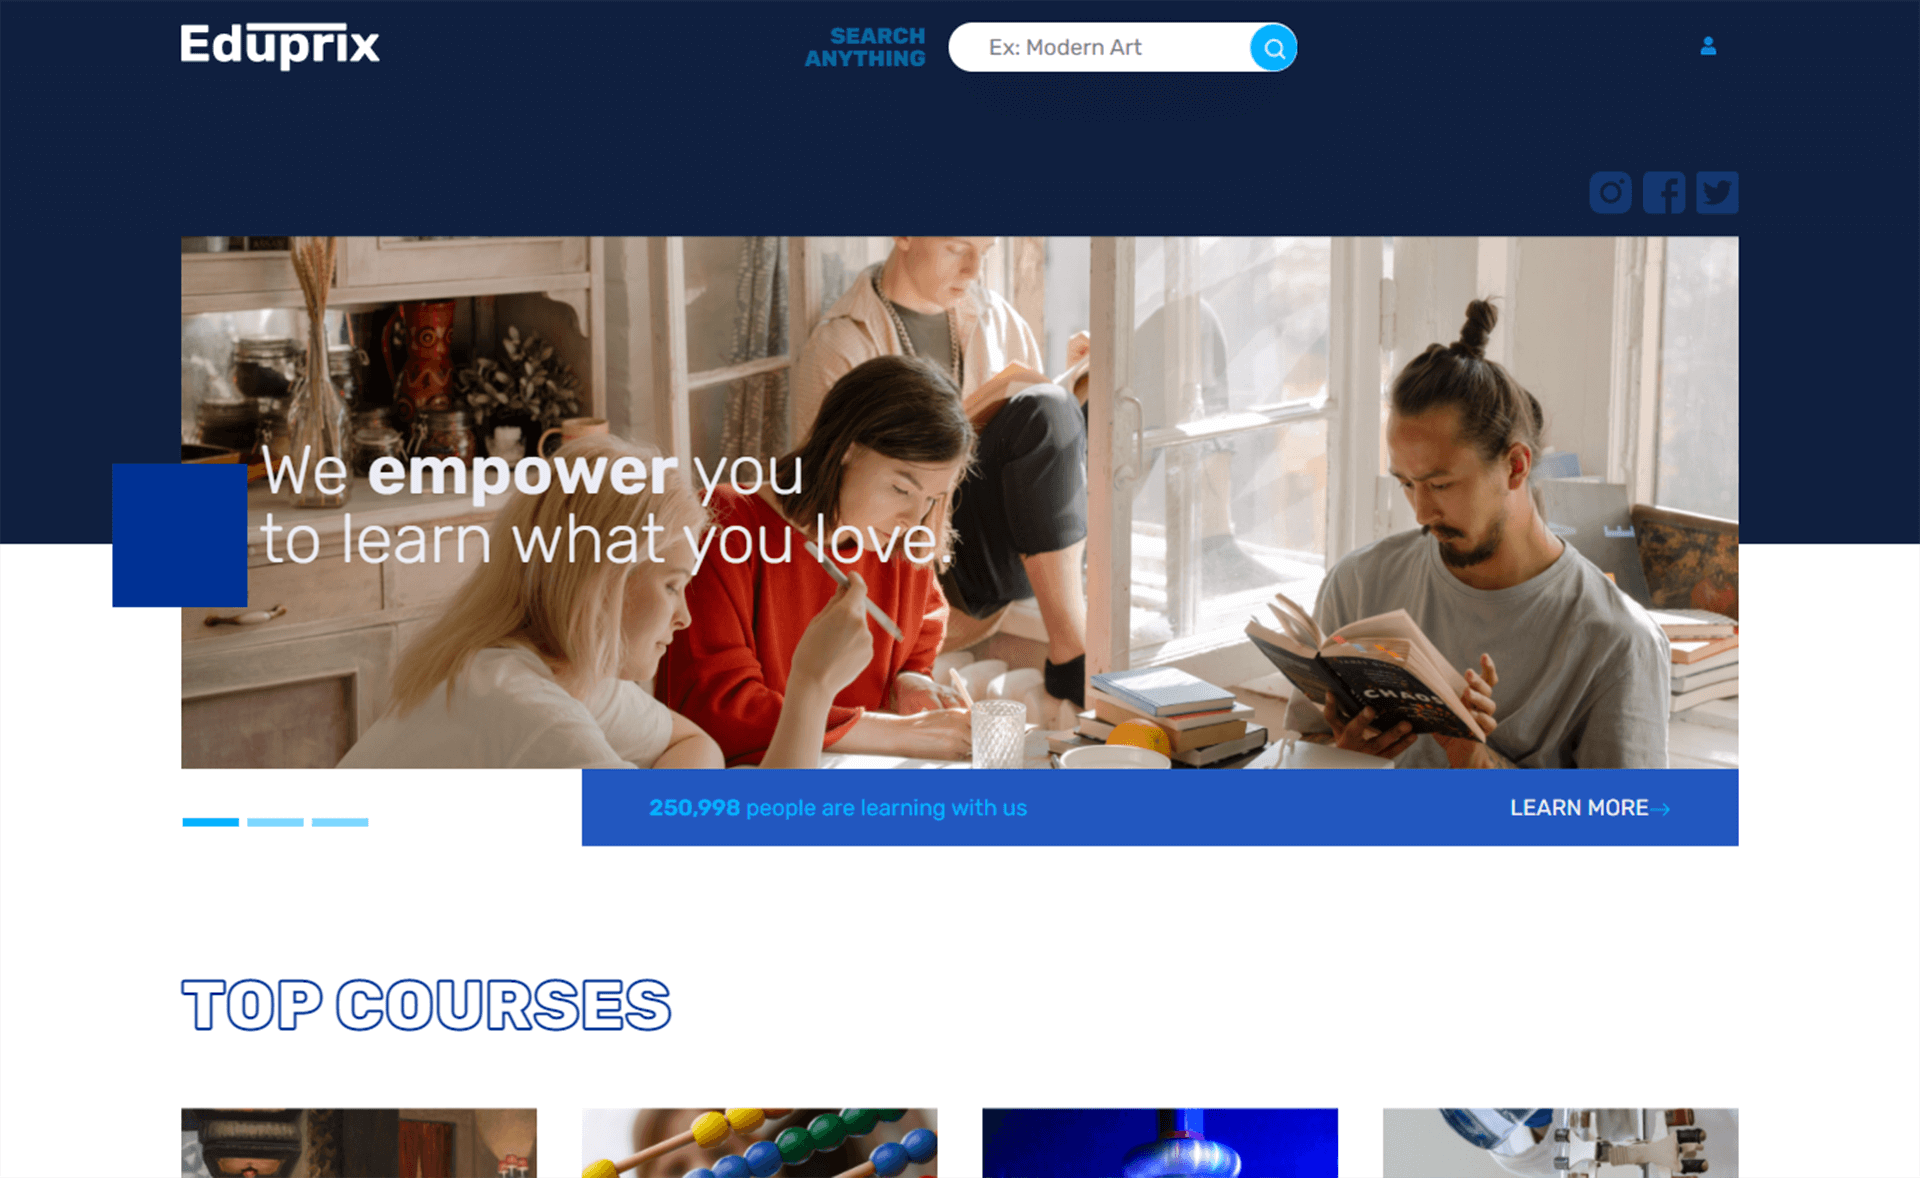 Eduprix
SEARCH
ANYTHING
Ex: Modern Art
We empower you
to learn what you love.
CHAOS
250,998 people are learning with us
LEARN MORE→
TOP COURSES